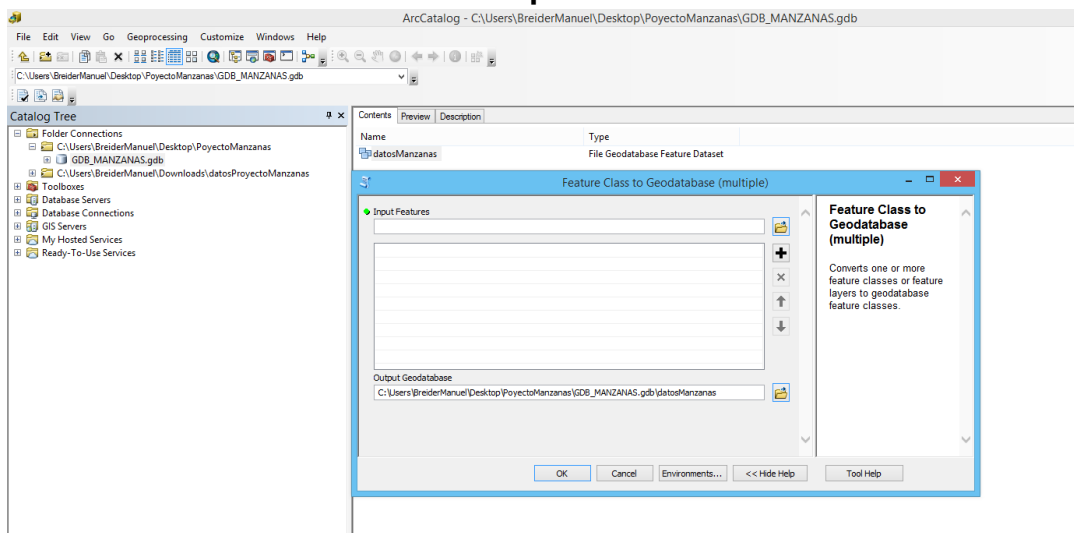 ArcCatalog - C:\Users\BreiderManuel\Desktop\PoyectoManzanas\GDB_MANZANAS.gdb
File Edit View Go Geoprocessing Customize Windows Help
C:\Users\BreiderManuel\Desktop\PoyectoManzanas\GDB_MANZANAS.gdb
Catalog Tree
Folder Connections
C:\Users\BreiderManuel\Desktop\PoyectoManzanas
GDB_MANZANAS.gdb
C:\Users\BreiderManuel\Downloads\datosProyectoManzanas
Toolboxes
Database Servers
Database Connections
GIS Servers
My Hosted Services
Ready-To-Use Services
Contents Preview Description
Name Type
datosManzanas File Geodatabase Feature Dataset
Feature Class to Geodatabase (multiple)
Input Features
Output Geodatabase
C:\Users\BreiderManuel\Desktop\PoyectoManzanas\GDB_MANZANAS.gdb\datosManzanas
OK Cancel Environments... << Hide Help Tool Help
Feature Class to
Geodatabase
(multiple)
Converts one or more
feature classes or feature
layers to geodatabase
feature classes.